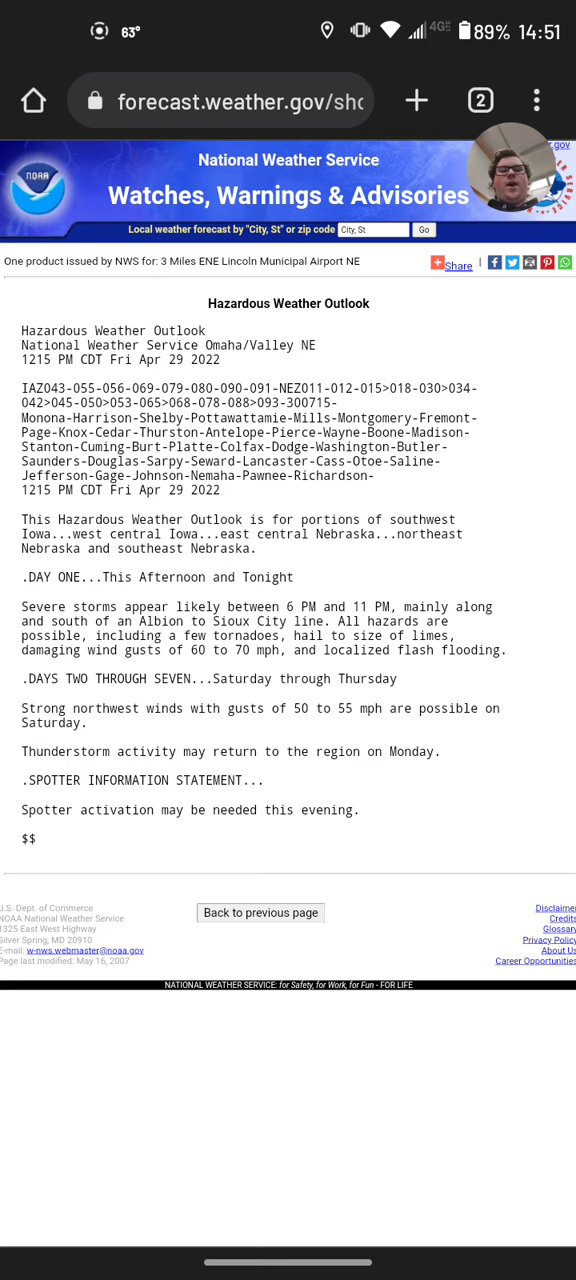 63° 89% 14:51
forecast.weather.gov/sho
2
National Weather Service
Watches, Warnings & Advisories
NOAA
Local weather forecast by "City, St" or zip code City, St Go
One product issued by NWS for: 3 Miles ENE Lincoln Municipal Airport NE Share |
Hazardous Weather Outlook
Hazardous Weather Outlook
National Weather Service Omaha/Valley NE
1215 PM CDT Fri Apr 29 2022
IAZ043-055-056-069-079-080-090-091-NEZ011-012-015>018-030>034-
042>045-050>053-065>068-078-088>093-300715-
Monona-Harrison-Shelby-Pottawattamie-Mills-Montgomery-Fremont-
Page-Knox-Cedar-Thurston-Antelope-Pierce-Wayne-Boone-Madison-
Stanton-Cuming-Burt-Platte-Colfax-Dodge-Washington-Butler-
Saunders-Douglas-Sarpy-Seward-Lancaster-Cass-Otoe-Saline-
Jefferson-Gage-Johnson-Nemaha-Pawnee-Richardson-
1215 PM CDT Fri Apr 29 2022
This Hazardous Weather Outlook is for portions of southwest
Iowa...west central Iowa...east central Nebraska...northeast
Nebraska and southeast Nebraska.
.DAY ONE...This Afternoon and Tonight
Severe storms appear likely between 6 PM and 11 PM, mainly along
and south of an Albion to Sioux City line. All hazards are
possible, including a few tornadoes, hail to size of limes,
damaging wind gusts of 60 to 70 mph, and localized flash flooding.
.DAYS TWO THROUGH SEVEN...Saturday through Thursday
Strong northwest winds with gusts of 50 to 55 mph are possible on
Saturday.
Thunderstorm activity may return to the region on Monday.
.SPOTTER INFORMATION STATEMENT...
Spotter activation may be needed this evening.
$$
U.S. Dept. of Commerce
NOAA National Weather Service
1325 East West Highway
Silver Spring, MD 20910
E-mail: w-nws.webmaster@noaa.gov
Page last modified: May 16, 2007
Back to previous page
Disclaimer
Credits
Glossary
Privacy Policy
About Us
Career Opportunities
NATIONAL WEATHER SERVICE: for Safety, for Work, for Fun - FOR LIFE